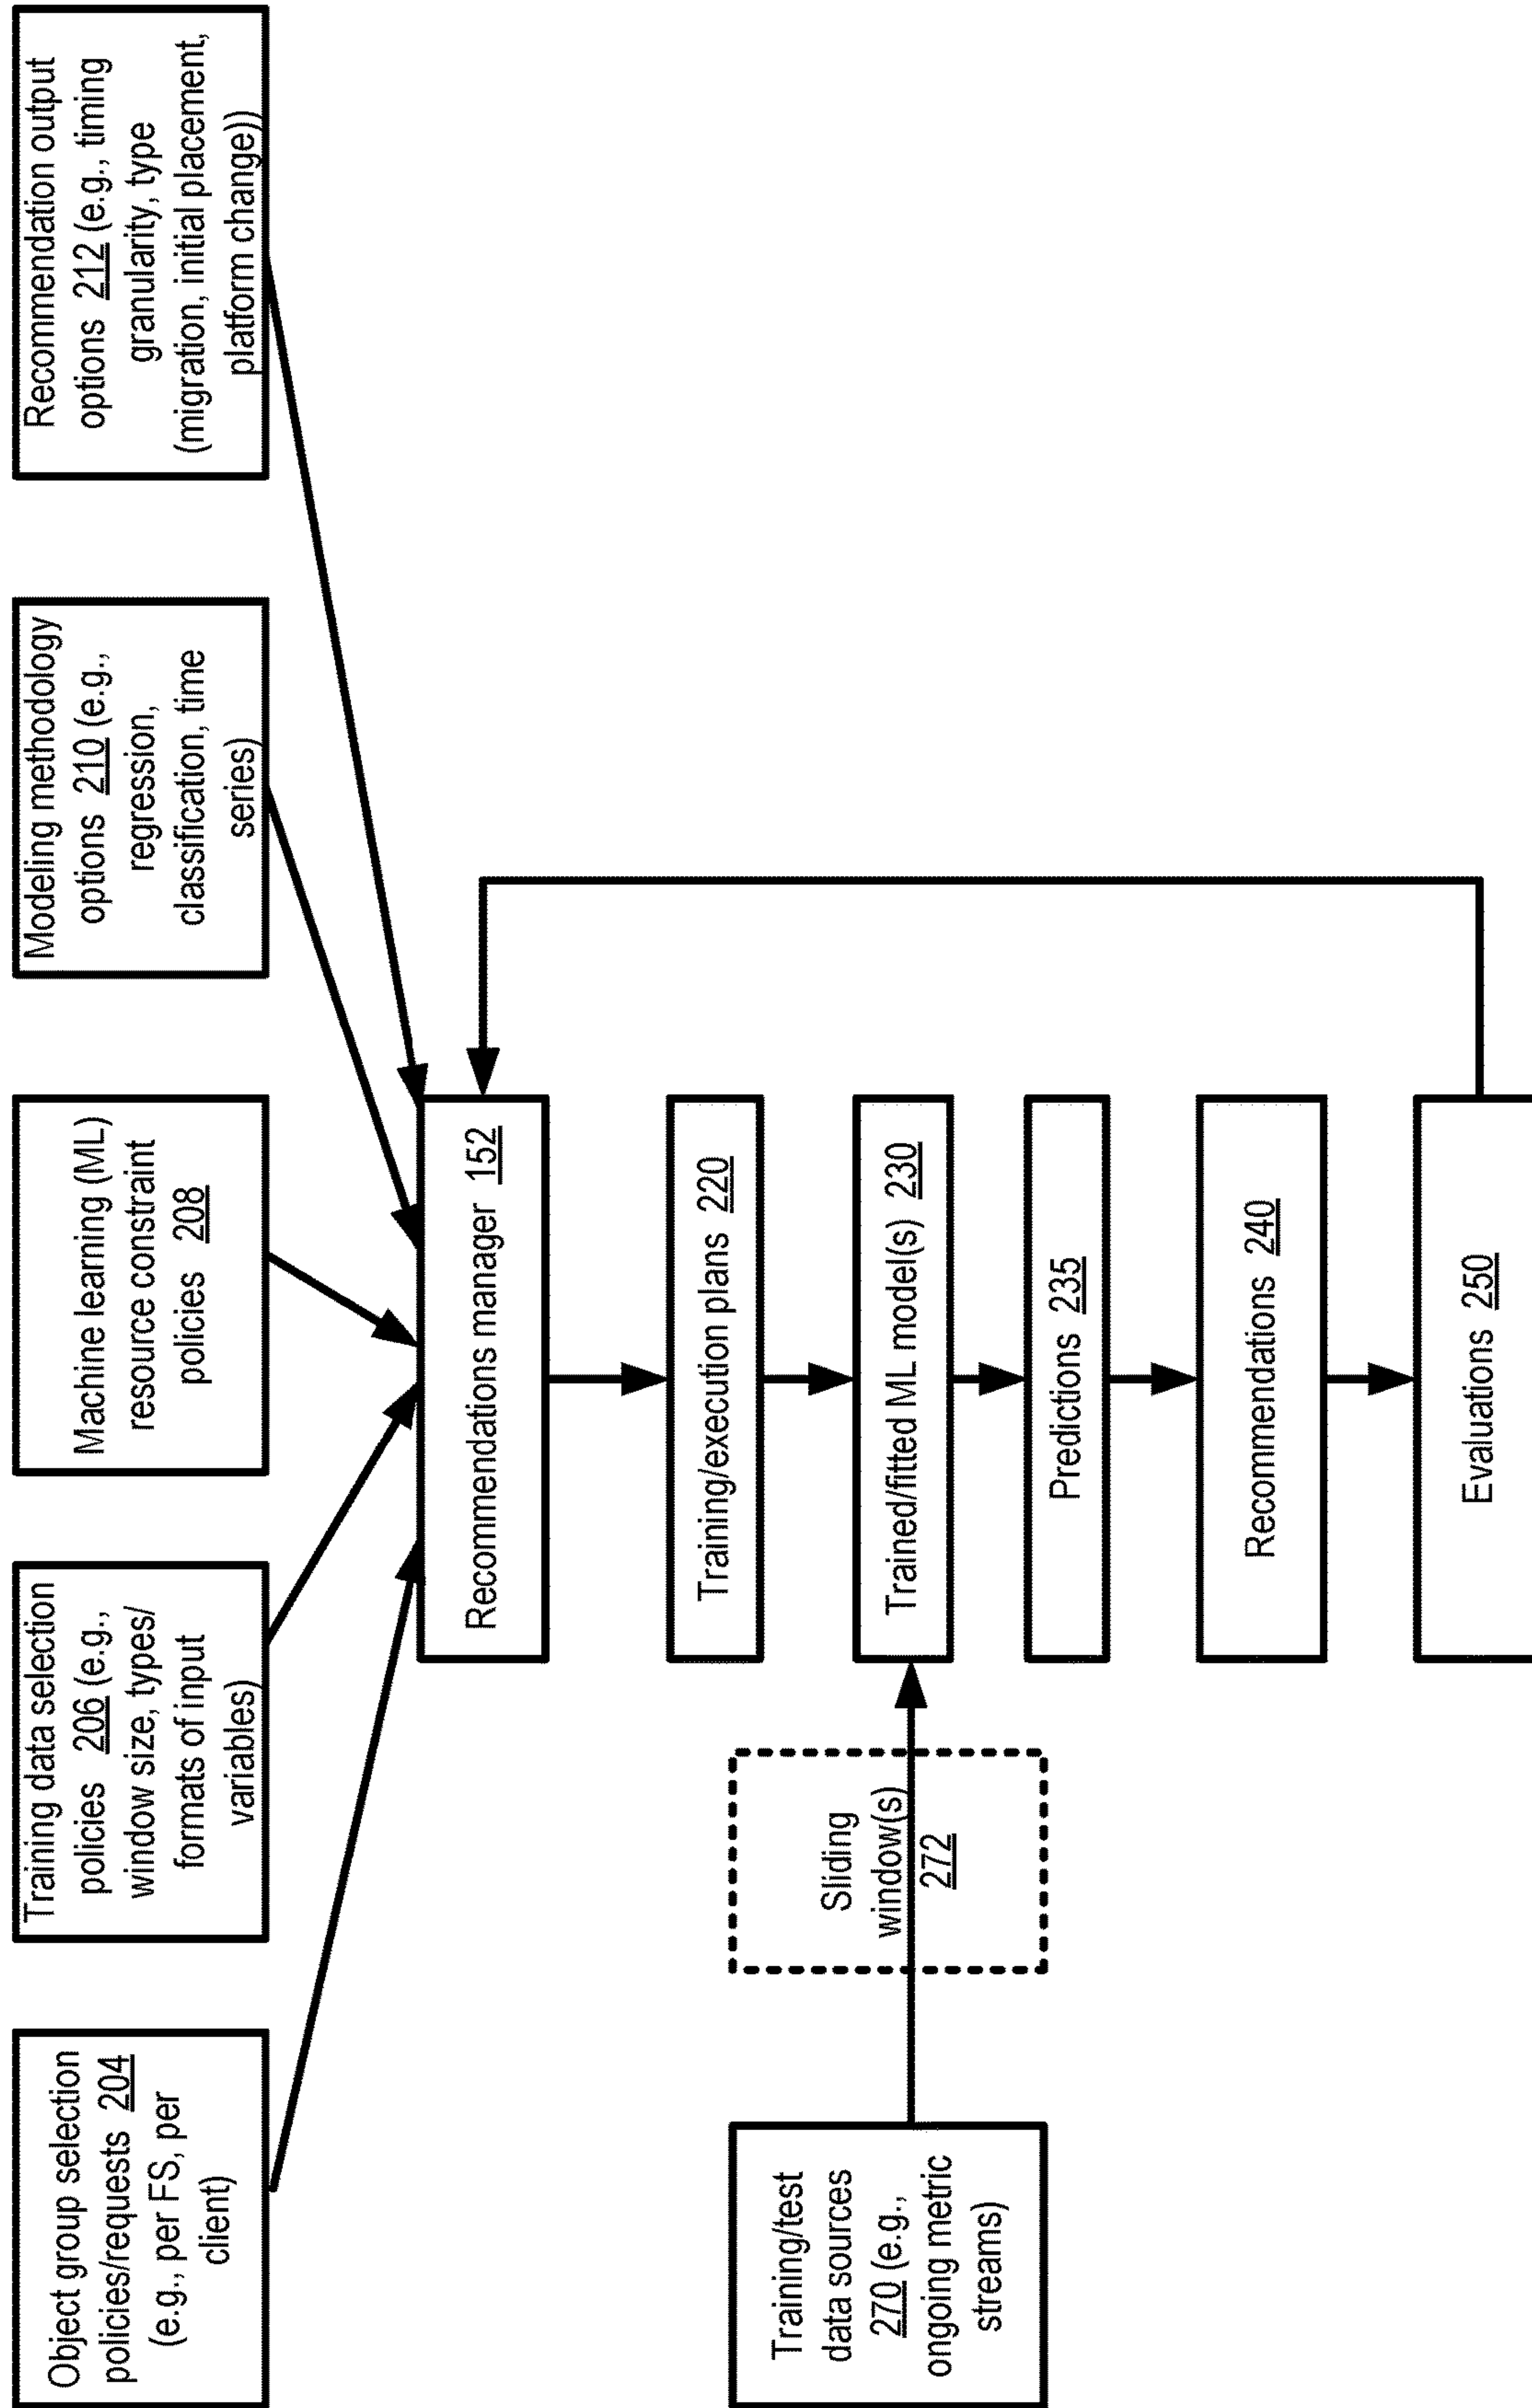 Object group selection
policies/requests 204
(e.g., per FS, per
client)
Training data selection
policies 206 (e.g.,
window size, types/
formats of input
variables)
Machine learning (ML)
resource constraint
policies 208
Modeling methodology
options 210 (e.g.,
regression,
classification, time
series)
Recommendation output
options 212 (e.g., timing
granularity, type
(migration, initial placement,
platform change))
Recommendations manager 152
Training/execution plans 220
Training/test
data sources
270 (e.g.,
ongoing metric
streams)
Sliding
window(s)
272
Trained/fitted ML model(s) 230
Predictions 235
Recommendations 240
Evaluations 250